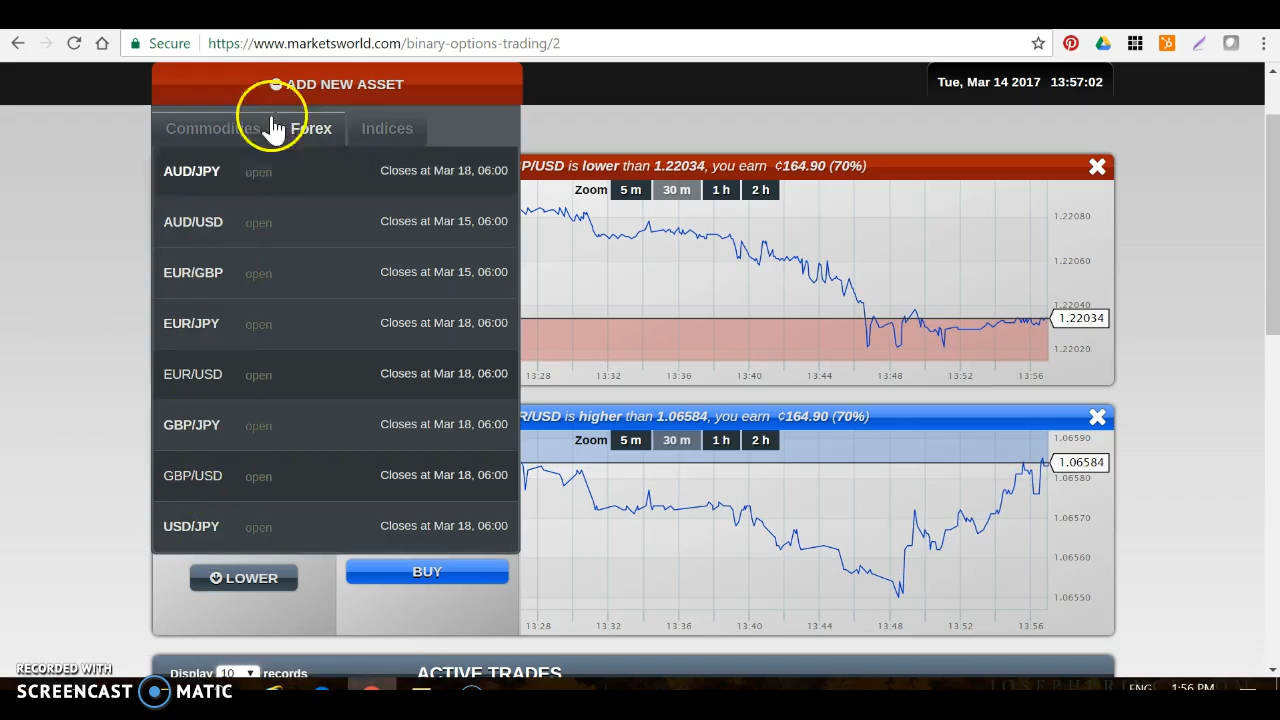 Secure https://www.marketsworld.com/binary-options-trading/2
ADD NEW ASSET
Tue, Mar 14 2017 13:57:02
Commodities Forex Indices
AUD/JPY open Closes at Mar 18, 06:00
AUD/USD open Closes at Mar 15, 06:00
EUR/GBP open Closes at Mar 15, 06:00
EUR/JPY open Closes at Mar 18, 06:00
EUR/USD open Closes at Mar 18, 06:00
GBP/JPY open Closes at Mar 18, 06:00
GBP/USD open Closes at Mar 18, 06:00
USD/JPY open Closes at Mar 18, 06:00
LOWER
BUY
P/USD is lower than 1.22034, you earn ¢164.90 (70%)
Zoom 5 m 30 m 1 h 2 h
1.22080
1.22060
1.22040
1.22034
1.22020
13:28 13:32 13:36 13:40 13:44 13:48 13:52 13:56
R/USD is higher than 1.06584, you earn ¢164.90 (70%)
Zoom 5 m 30 m 1 h 2 h
1.06590
1.06584
1.06580
1.06570
1.06560
1.06550
13:28 13:32 13:36 13:40 13:44 13:48 13:52 13:56
Display 10 records
ACTIVE TRADES
RECORDED WITH
SCREENCAST MATIC
ENG 1:56 PM